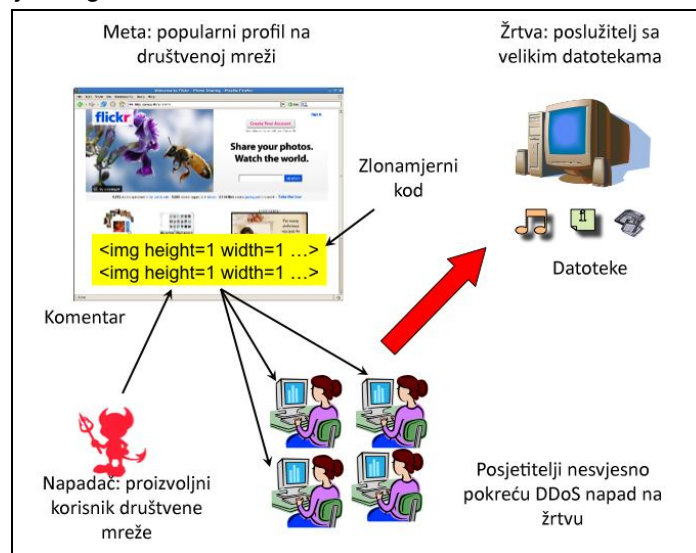 Meta: popularni profil na
društvenoj mreži
Žrtva: poslužitelj sa
velikim datotekama
flickr
Share your photos.
Watch the world.
Zlonamjerni
kod
<img height=1 width=1 …>
<img height=1 width=1 …>
Datoteke
Komentar
Napadač: proizvoljni
korisnik društvene
mreže
Posjetitelji nesvjesno
pokreću DDoS napad na
žrtvu